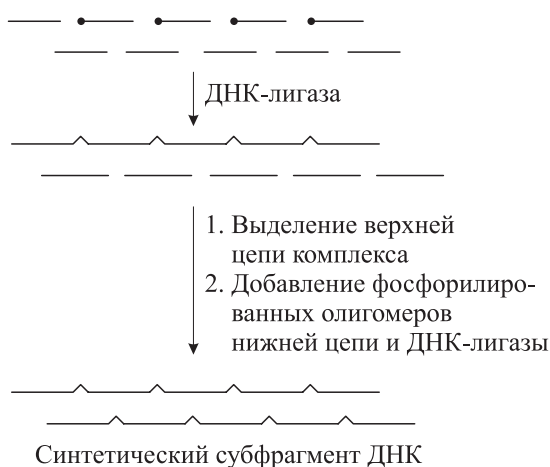 ДНК-лигаза
1. Выделение верхней
цепи комплекса
2. Добавление фосфорилиро-
ванных олигомеров
нижней цепи и ДНК-лигазы
Синтетический субфрагмент ДНК